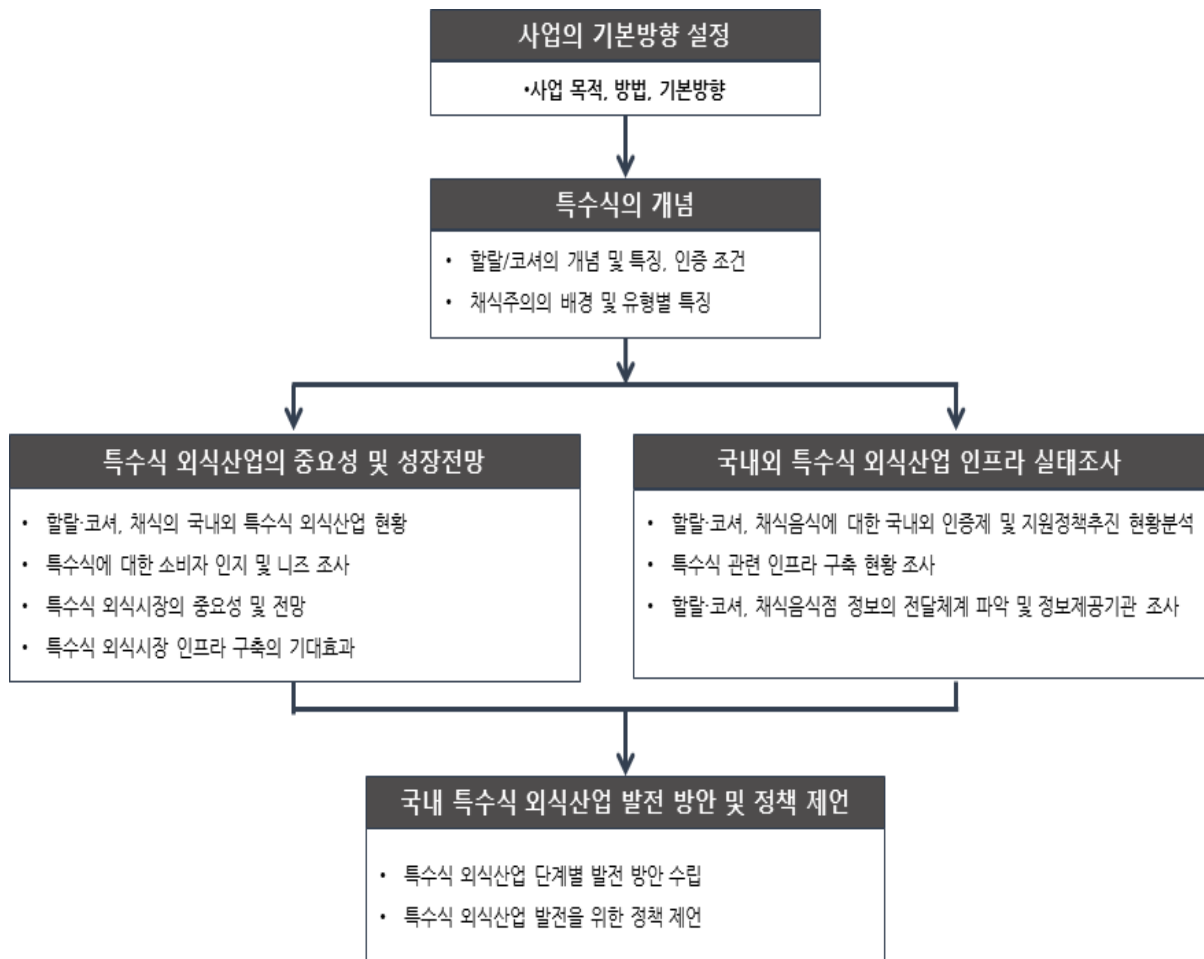 사업의 기본방향 설정
•사업 목적, 방법, 기본방향
특수식의 개념
• 할랄/코셔의 개념 및 특징, 인증 조건
• 채식주의의 배경 및 유형별 특징
특수식 외식산업의 중요성 및 성장전망
• 할랄·코셔, 채식의 국내외 특수식 외식산업 현황
• 특수식에 대한 소비자 인지 및 니즈 조사
• 특수식 외식시장의 중요성 및 전망
• 특수식 외식시장 인프라 구축의 기대효과
국내외 특수식 외식산업 인프라 실태조사
• 할랄·코셔, 채식음식에 대한 국내외 인증제 및 지원정책추진 현황분석
• 특수식 관련 인프라 구축 현황 조사
• 할랄·코셔, 채식음식점 정보의 전달체계 파악 및 정보제공기관 조사
국내 특수식 외식산업 발전 방안 및 정책 제언
• 특수식 외식산업 단계별 발전 방안 수립
• 특수식 외식산업 발전을 위한 정책 제언